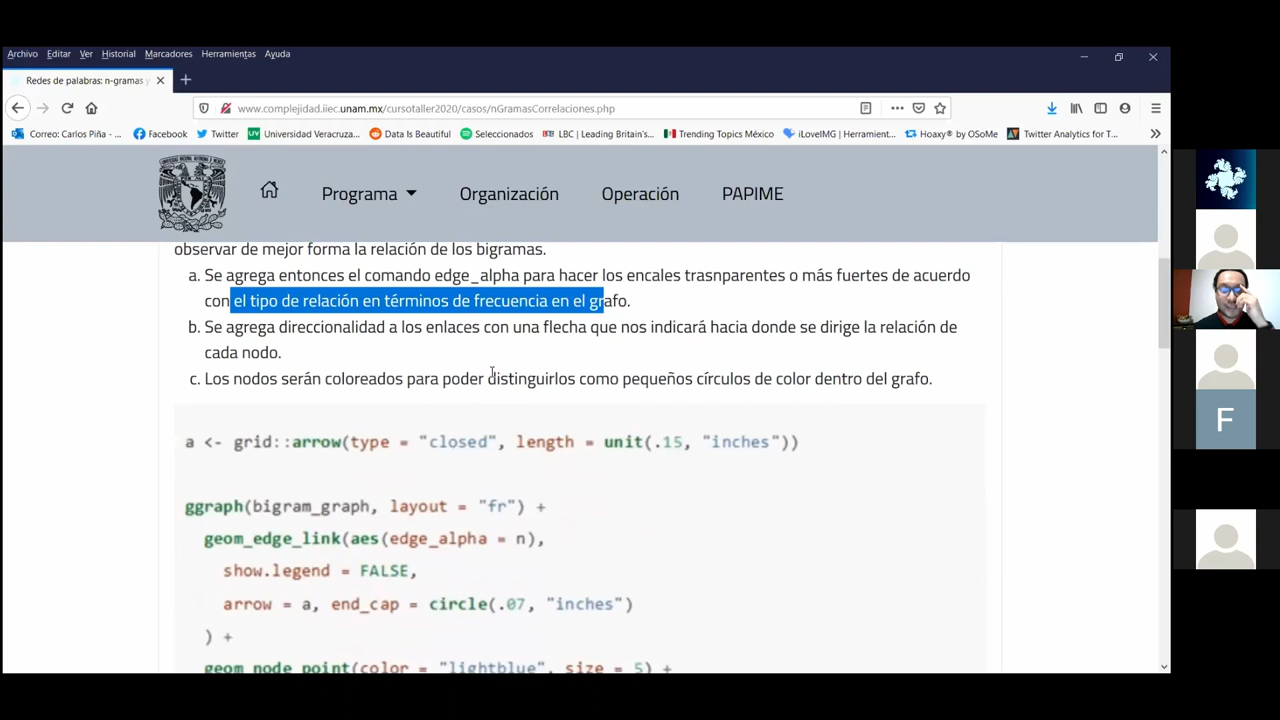 Archivo Editar Ver Historial Marcadores Herramientas Ayuda
Redes de palabras: n-gramas y
www.complejidad.iiec.unam.mx/cursotaller2020/casos/nGramasCorrelaciones.php
Correo: Carlos Piña - ... Facebook Twitter Universidad Veracruza... Data Is Beautiful Seleccionados LBC | Leading Britain's... Trending Topics México iLoveIMG | Herramient... Hoaxy® by OSoMe Twitter Analytics for T...
Programa Organización Operación PAPIME
observar de mejor forma la relación de los bigramas.
a. Se agrega entonces el comando edge_alpha para hacer los encales trasnparentes o más fuertes de acuerdo
con el tipo de relación en términos de frecuencia en el grafo.
b. Se agrega direccionalidad a los enlaces con una flecha que nos indicará hacia donde se dirige la relación de
cada nodo.
c. Los nodos serán coloreados para poder distinguirlos como pequeños círculos de color dentro del grafo.
a <- grid::arrow(type = "closed", length = unit(.15, "inches"))
ggraph(bigram_graph, layout = "fr") +
geom_edge_link(aes(edge_alpha = n),
show.legend = FALSE,
arrow = a, end_cap = circle(.07, "inches")
) +
geom_node_point(color = "lightblue", size = 5) +
F